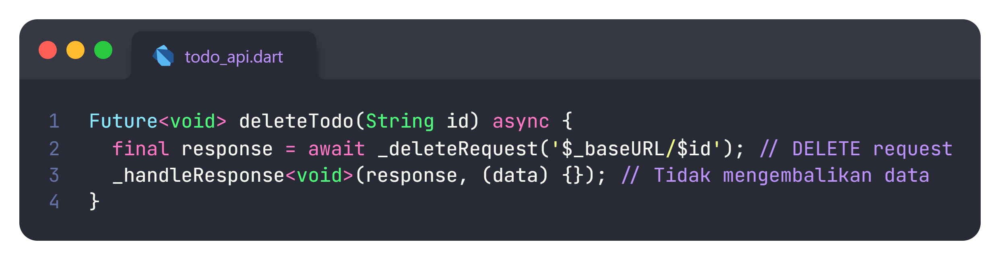 todo_api.dart
1 Future<void> deleteTodo(String id) async {
2   final response = await _deleteRequest('$_baseURL/$id'); // DELETE request
3   _handleResponse<void>(response, (data) {}); // Tidak mengembalikan data
4 }